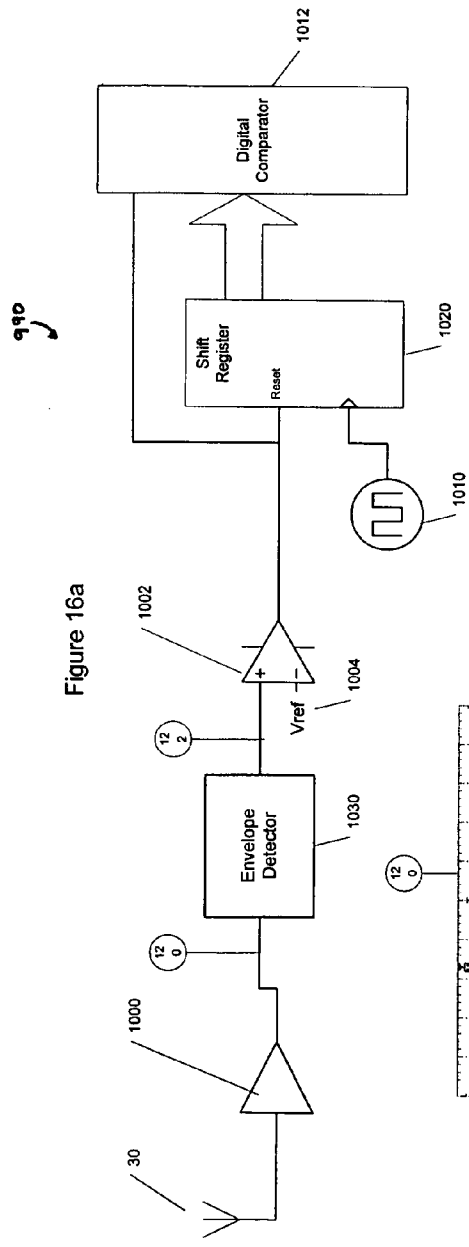 990
Figure 16a
30
1000
12
0
Envelope
Detector
1030
12
2
1002
+
−
Vref
1004
Shift
Register
Reset
1020
1010
Digital
Comparator
1012
12
0